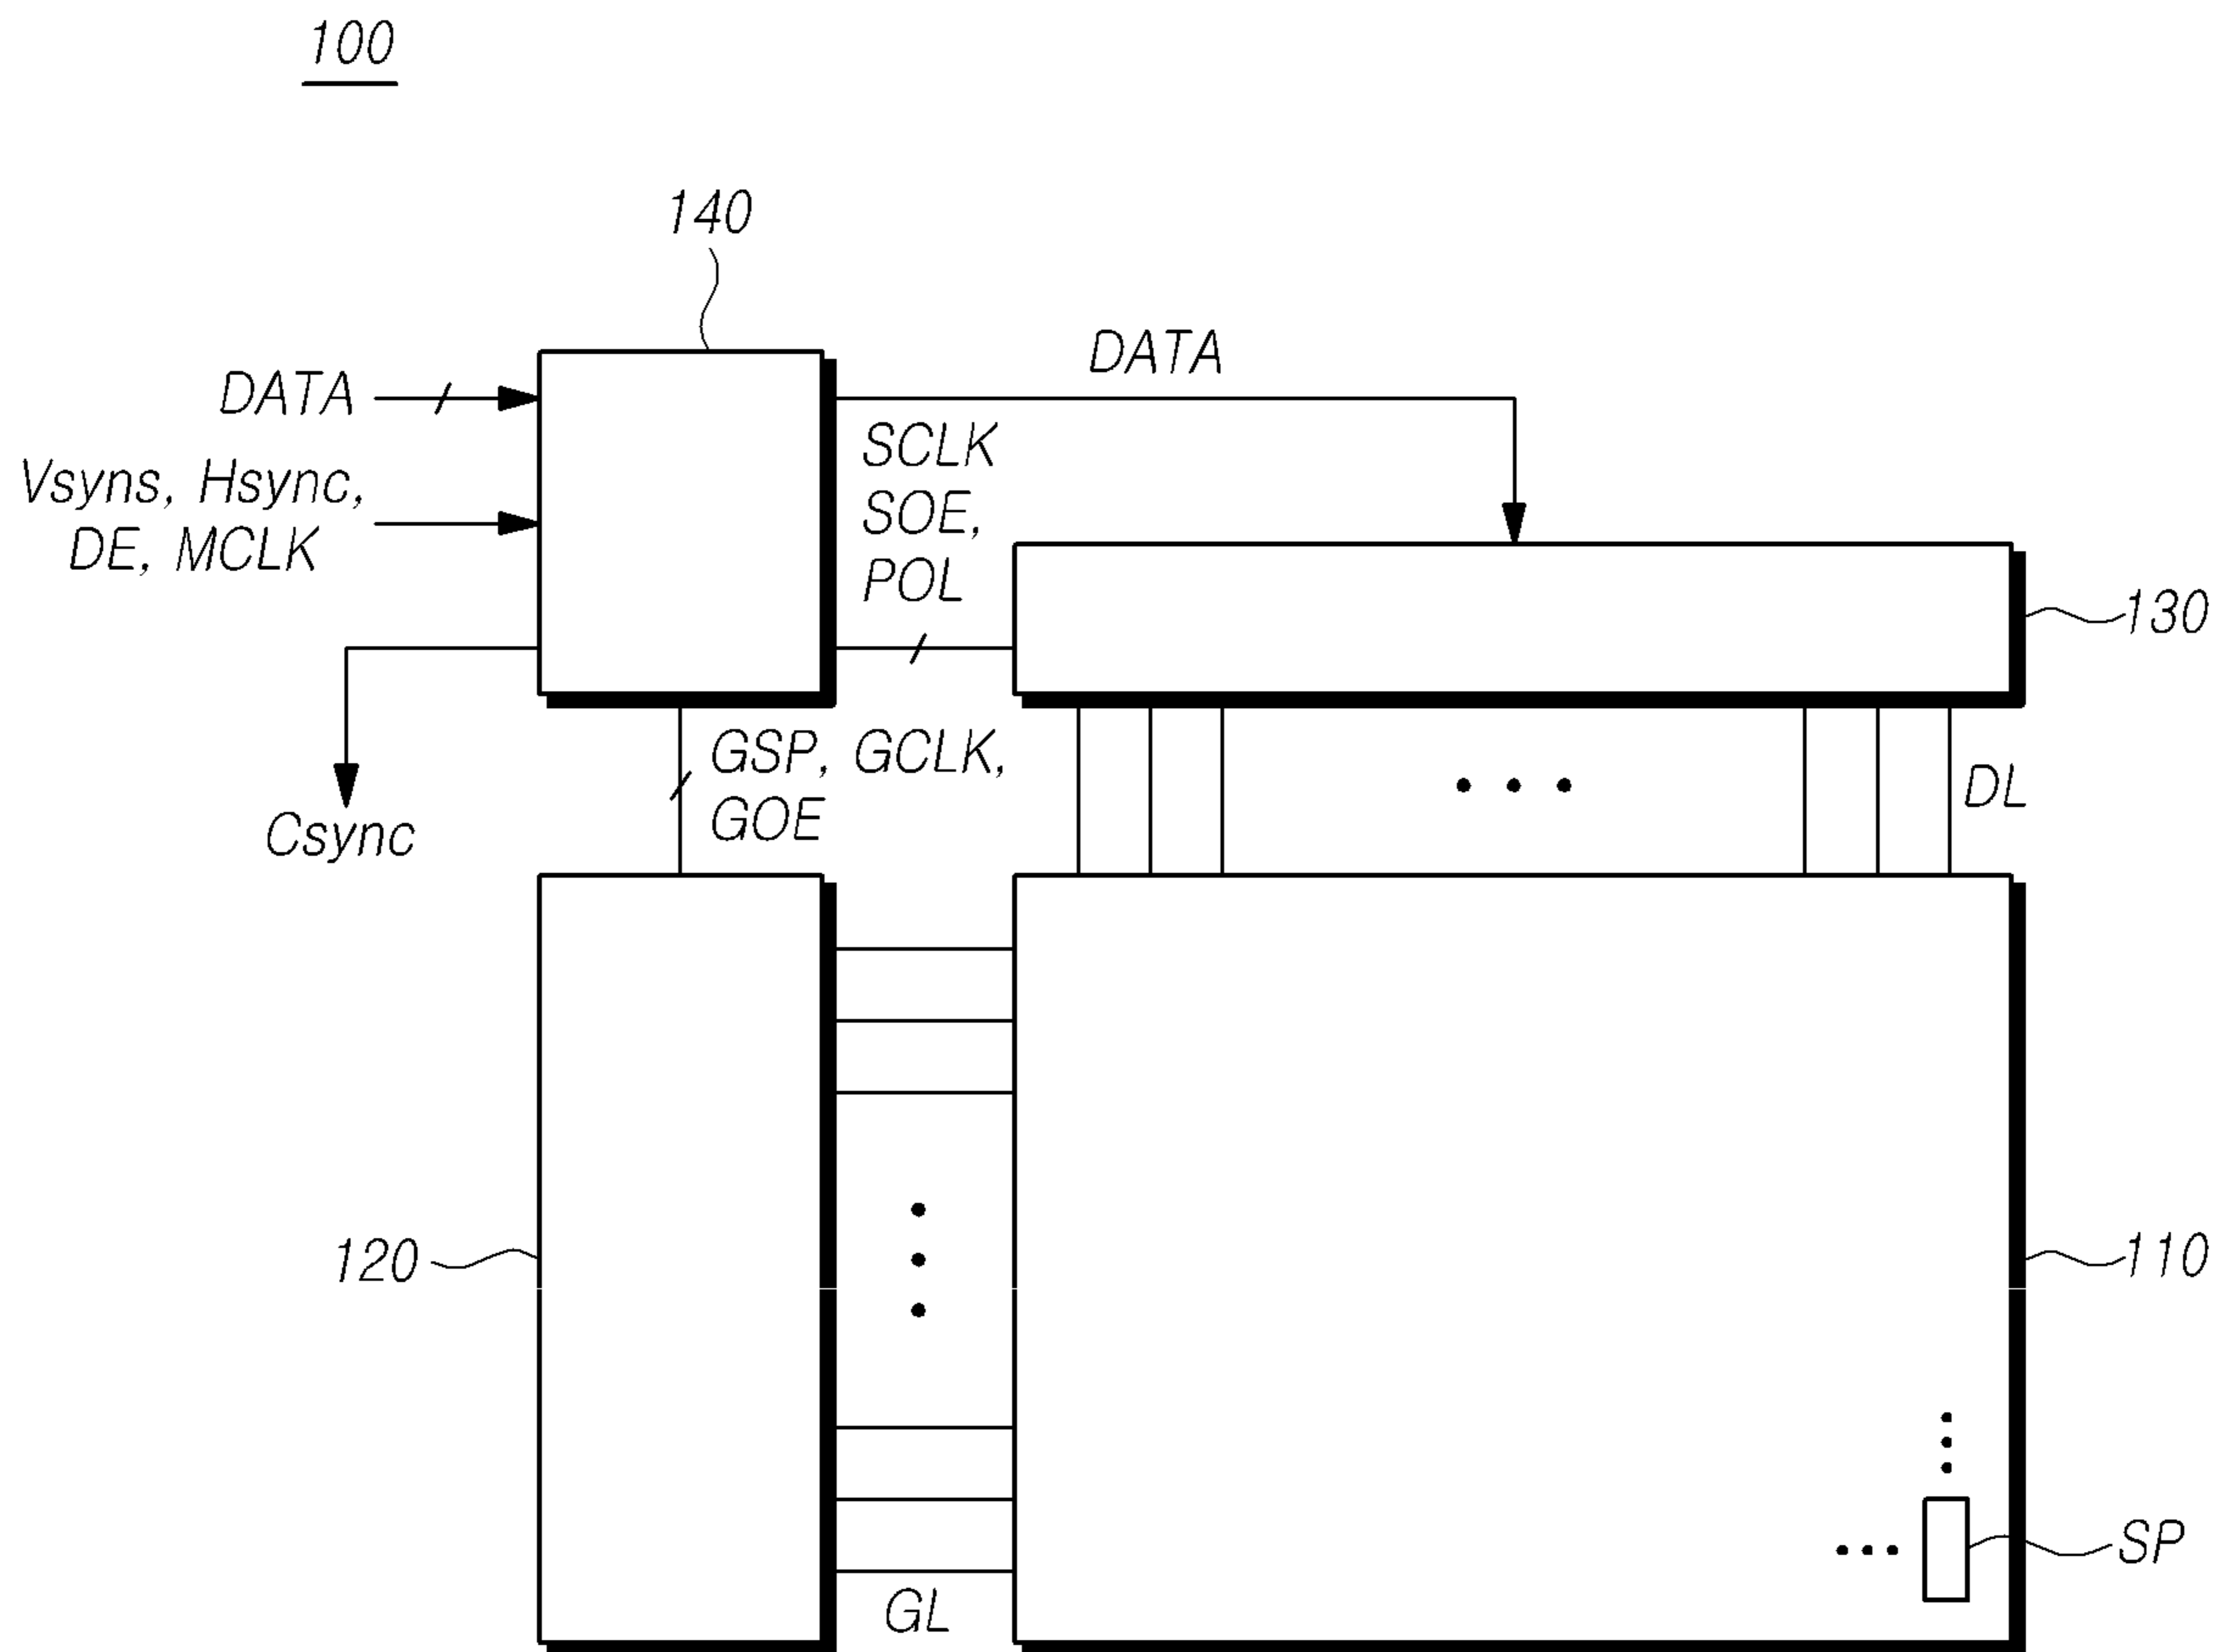 100
140
DATA
DATA
Vsyns, Hsync,
DE, MCLK
SCLK
SOE,
POL
130
GSP, GCLK,
GOE
DL
Csync
120
110
SP
GL